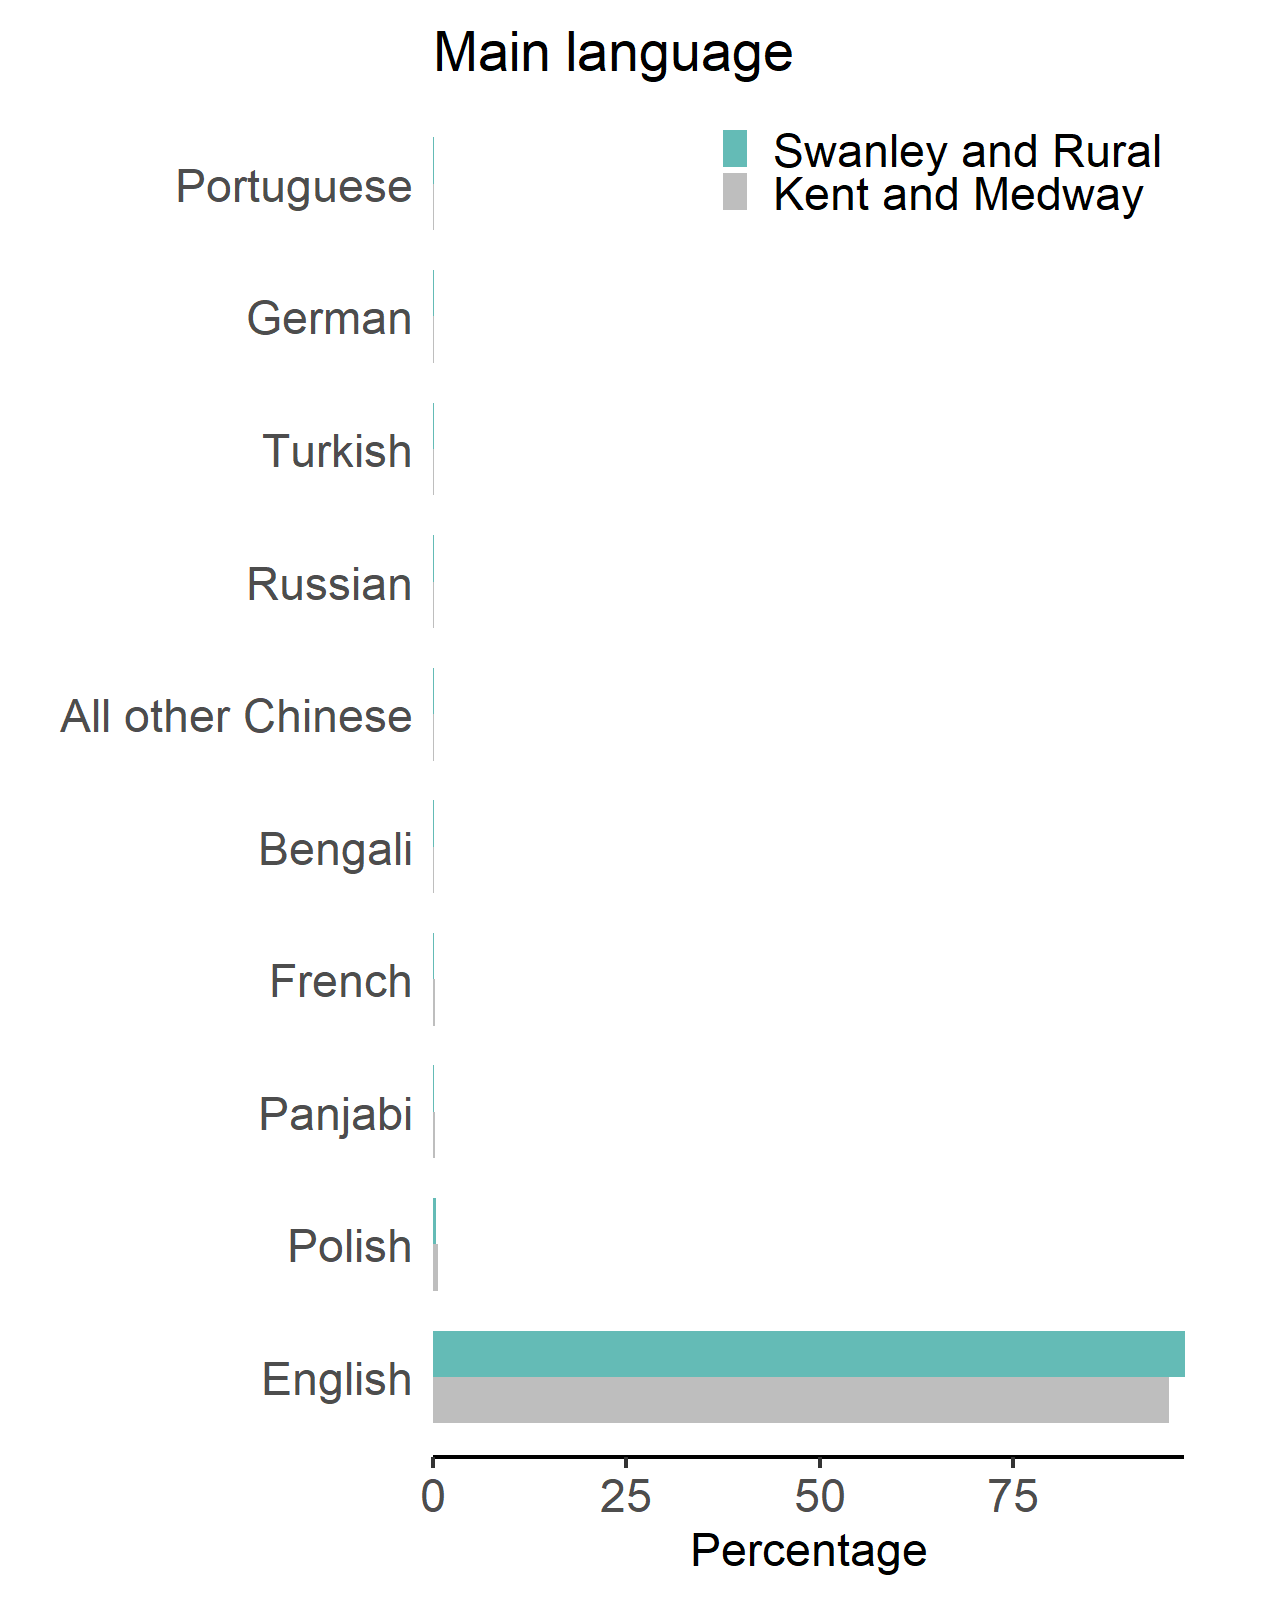 Main language
Swanley and Rural
Kent and Medway
Portuguese
German
Turkish
Russian
All other Chinese
Bengali
French
Panjabi
Polish
English
0 25 50 75
Percentage